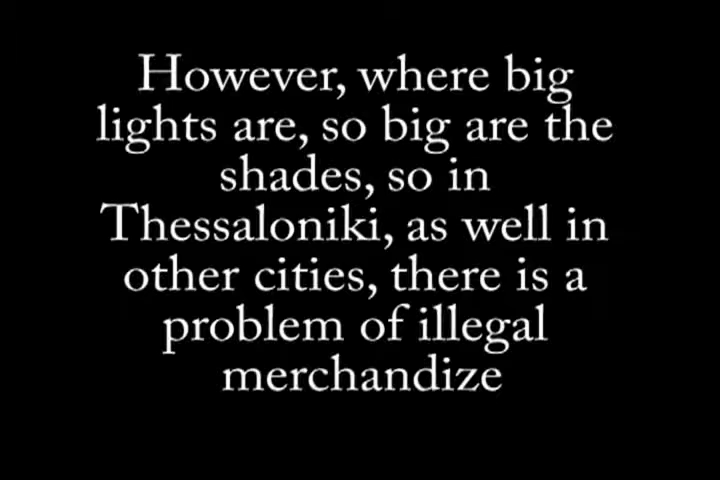 However, where big
lights are, so big are the
shades, so in
Thessaloniki, as well in
other cities, there is a
problem of illegal
merchandize